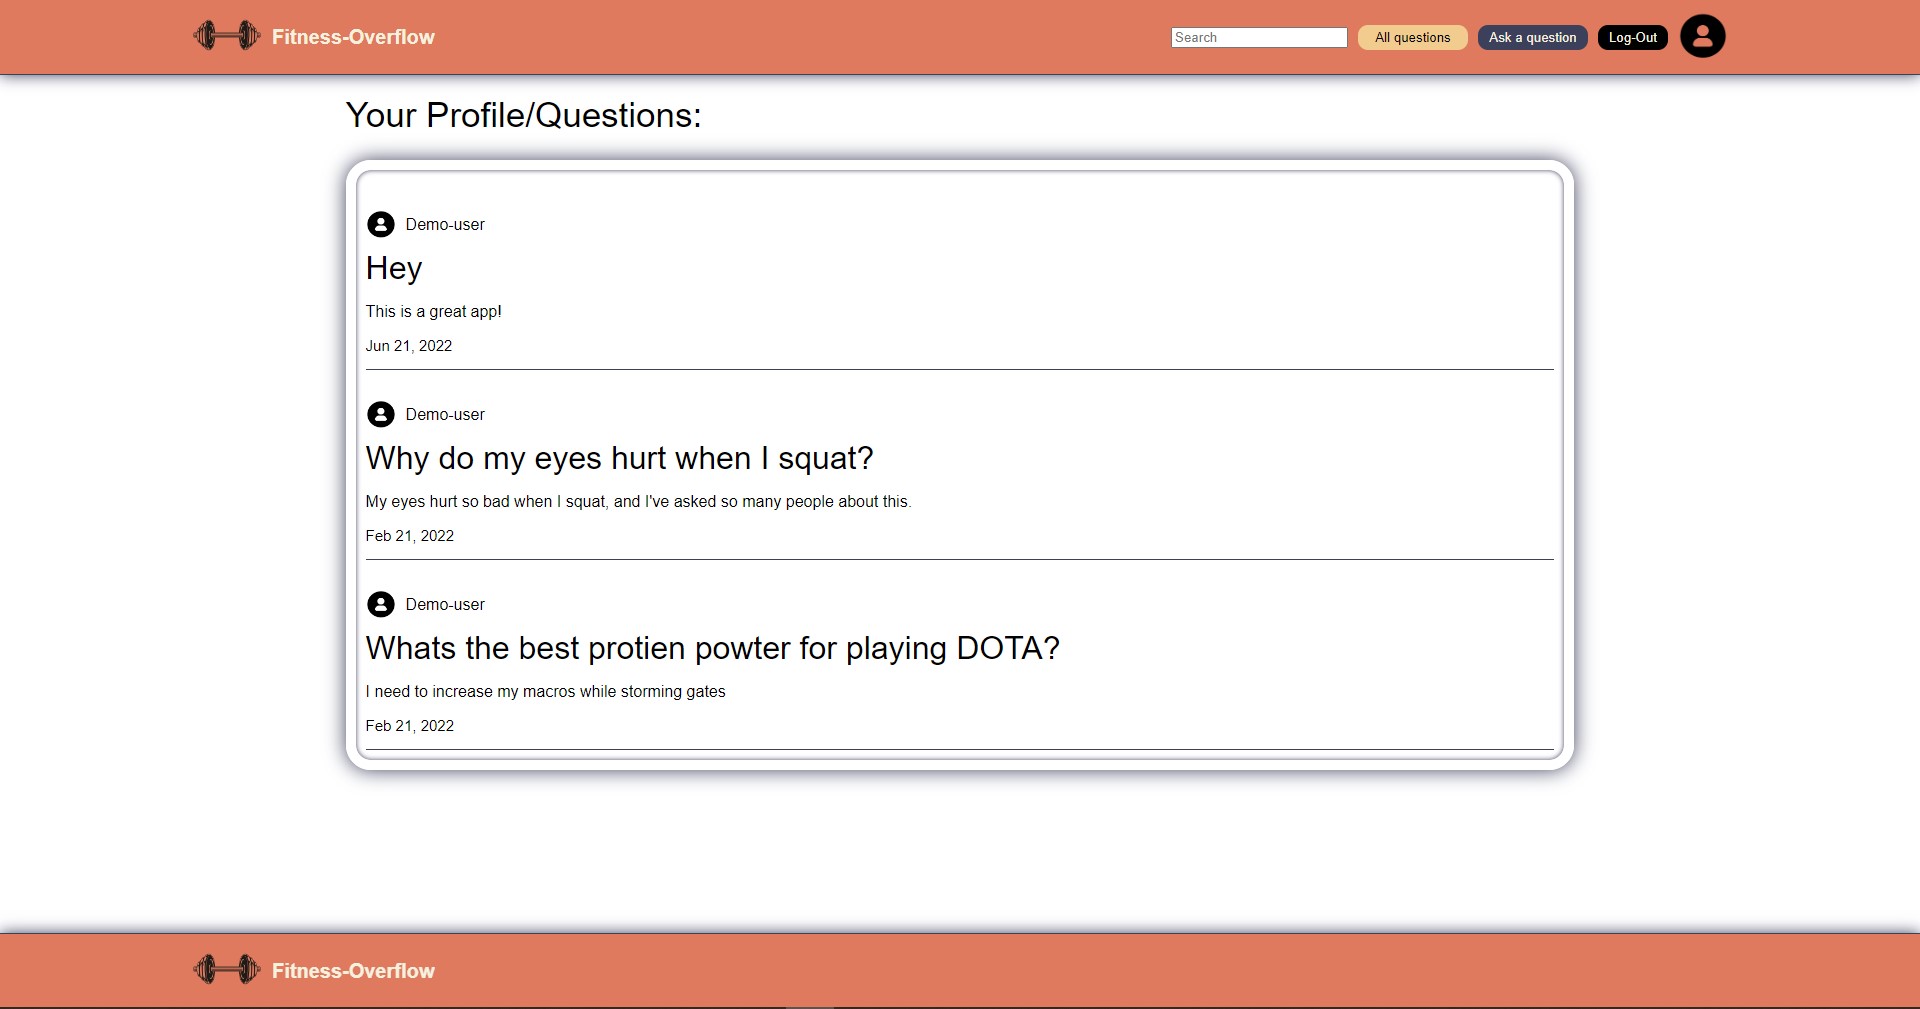 Fitness-Overflow
Search
All questions
Ask a question
Log-Out
Your Profile/Questions:
Demo-user
Hey
This is a great app!
Jun 21, 2022
Demo-user
Why do my eyes hurt when I squat?
My eyes hurt so bad when I squat, and I've asked so many people about this.
Feb 21, 2022
Demo-user
Whats the best protien powter for playing DOTA?
I need to increase my macros while storming gates
Feb 21, 2022
Fitness-Overflow